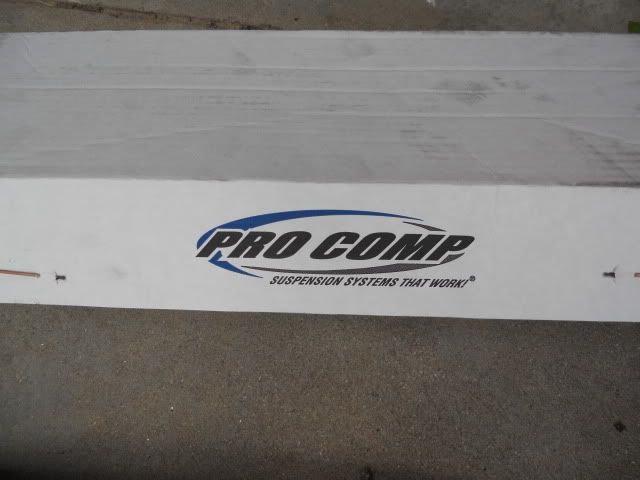 PRO COMP
SUSPENSION SYSTEMS THAT WORK!®